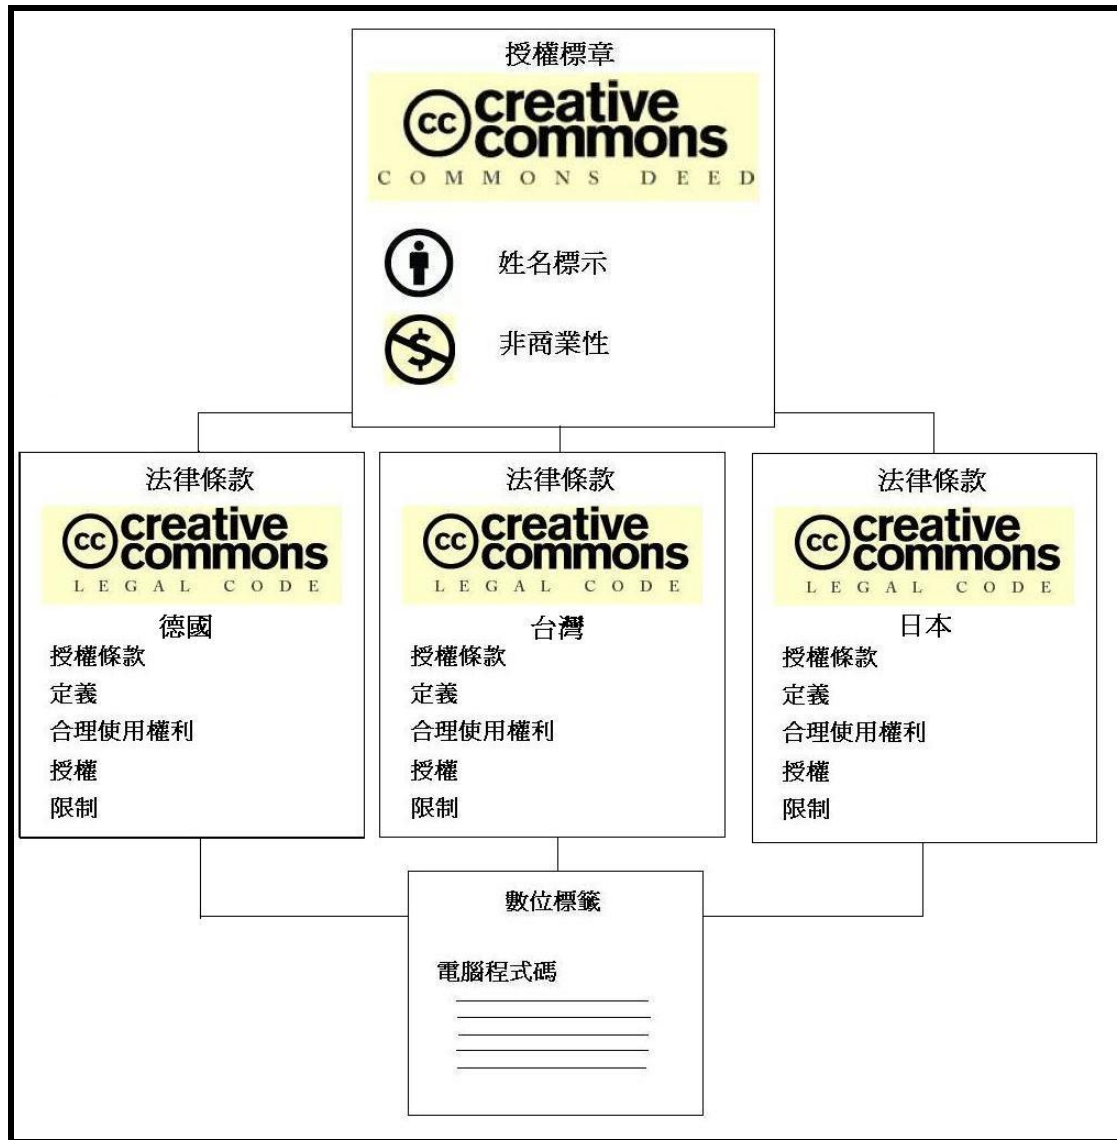 授權標章
cc creative commons
COMMONS DEED
姓名標示
$
非商業性
法律條款
cc creative commons
LEGAL CODE
德國
授權條款
定義
合理使用權利
授權
限制
法律條款
cc creative commons
LEGAL CODE
台灣
授權條款
定義
合理使用權利
授權
限制
法律條款
cc creative commons
LEGAL CODE
日本
授權條款
定義
合理使用權利
授權
限制
數位標籤
電腦程式碼